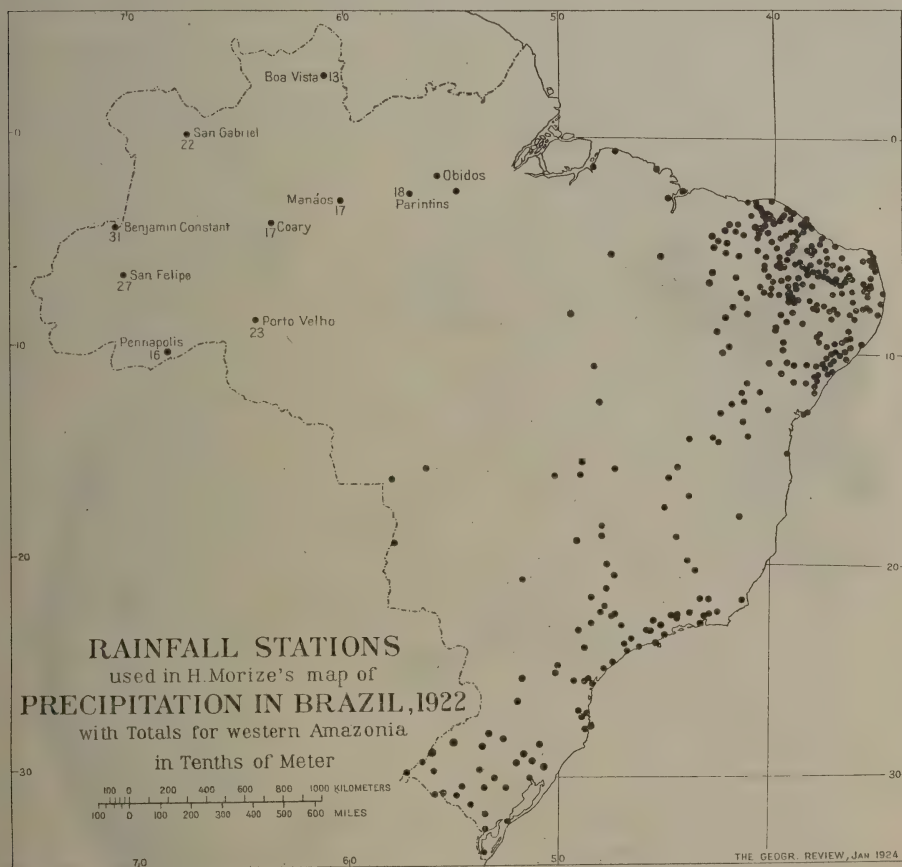 70 60 50 40
Boa Vista 13
0 San Gabriel 0
22
Obidos
18
Manáos Parintins
17
Benjamin Constant 17 Coary
31
San Felipe
27
Porto Velho
23
Pennapolis
16
10 10
20 20
RAINFALL STATIONS
used in H. Morize's map of
PRECIPITATION IN BRAZIL, 1922
with Totals for western Amazonia
in Tenths of Meter
30 30
100 0 200 400 600 800 1000 KILOMETERS
100 0 100 200 300 400 500 600 MILES
70 60 50
THE GEOGR. REVIEW, JAN 1924